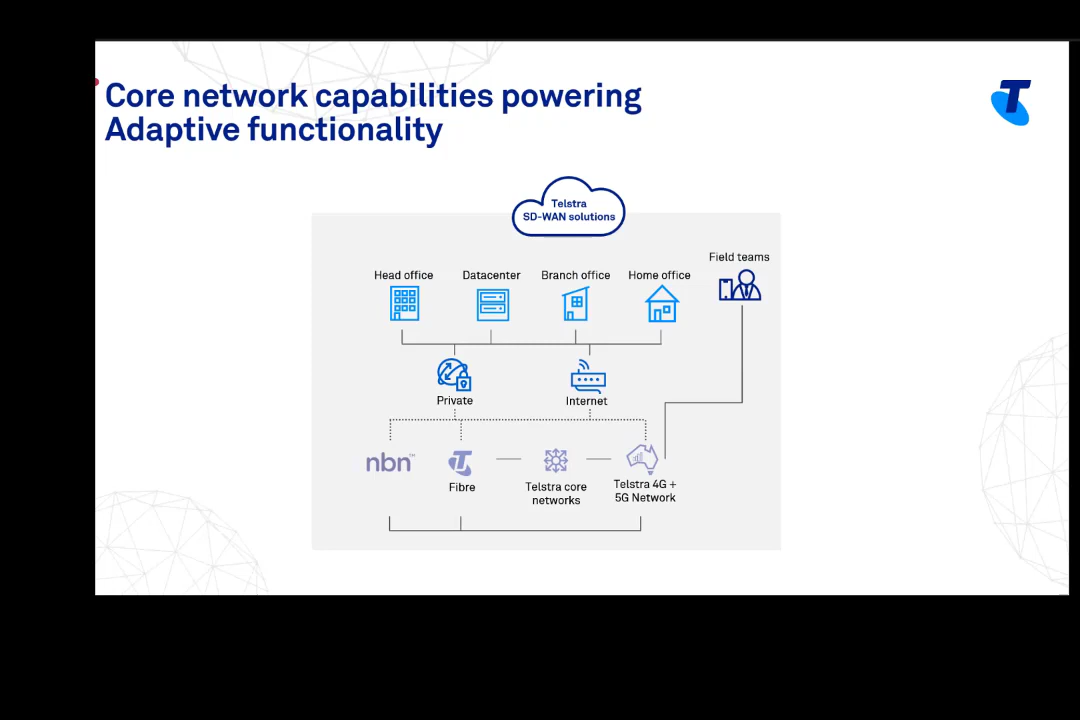 Core network capabilities powering
Adaptive functionality
T
Telstra
SD-WAN solutions
Field teams
Head office
Datacenter
Branch office
Home office
Private
Internet
nbn™
T
Fibre
Telstra core
networks
Telstra 4G +
5G Network